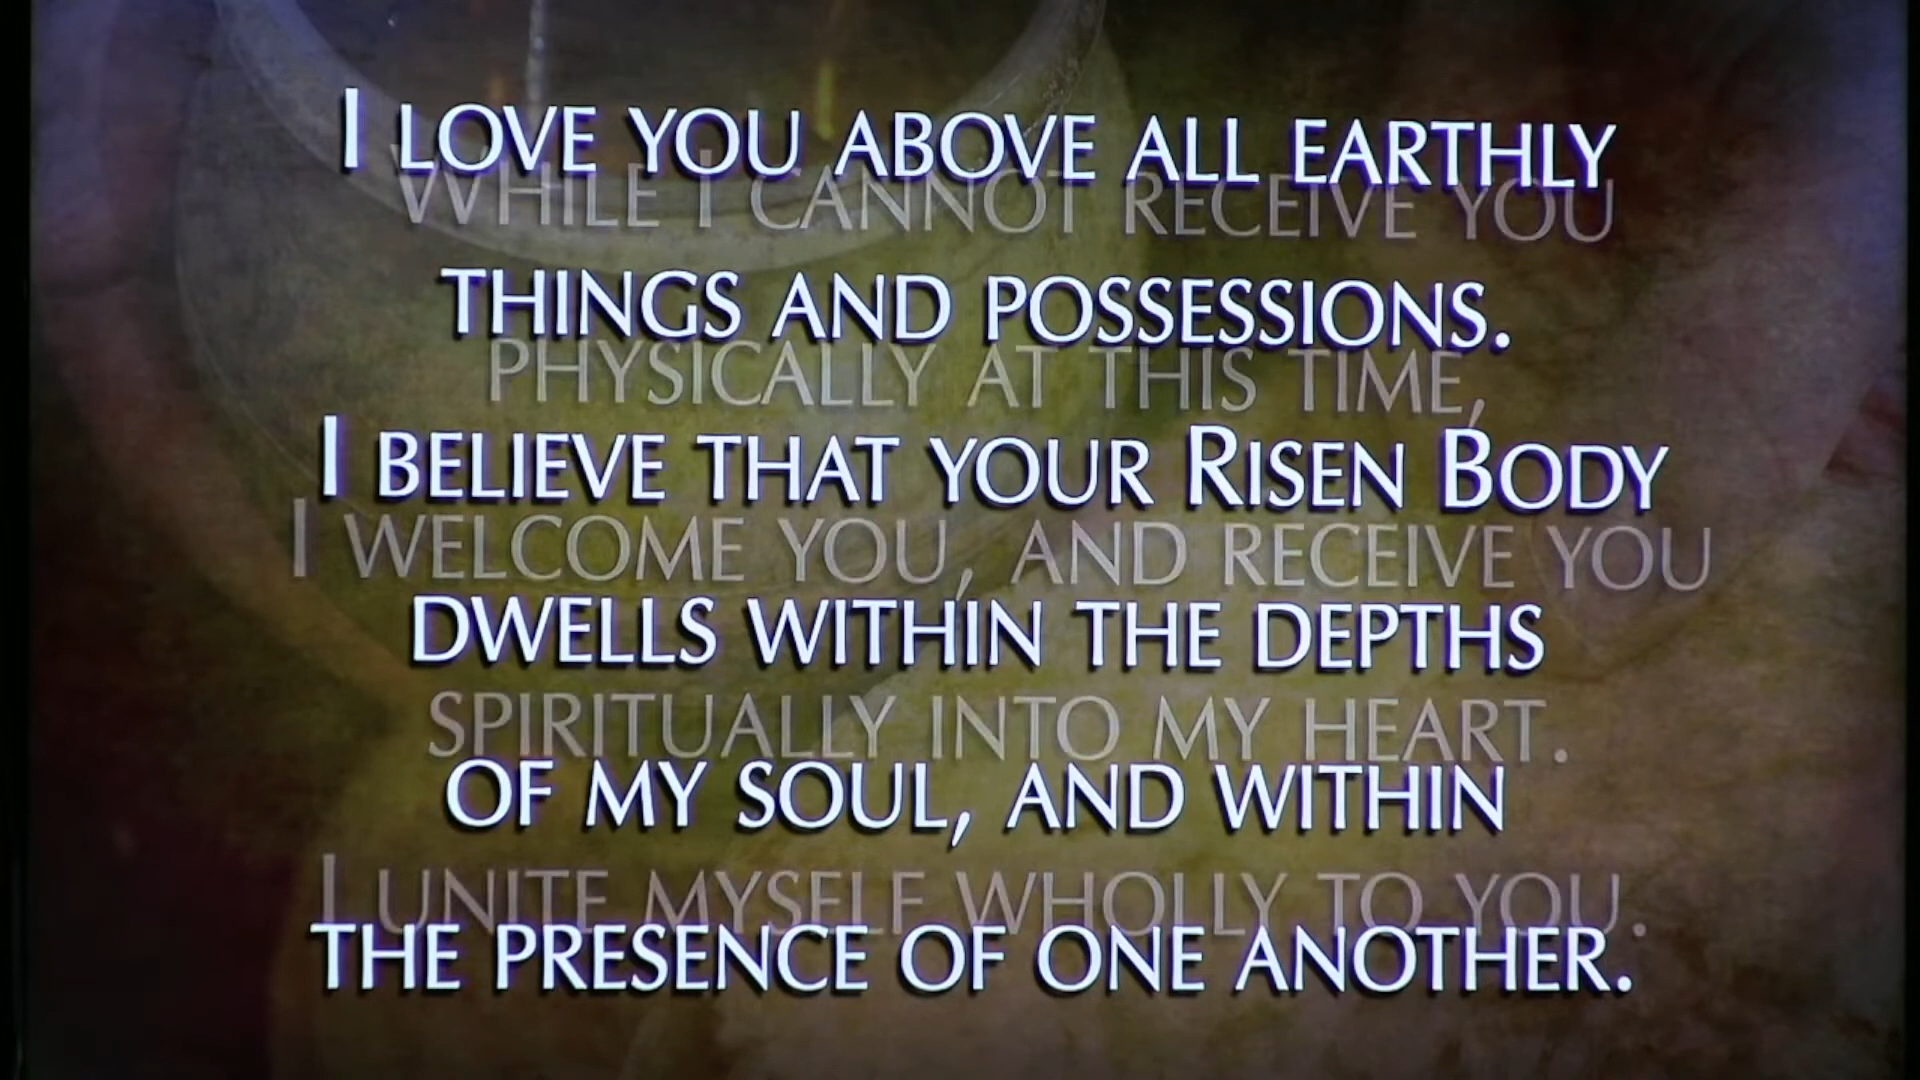 I LOVE YOU ABOVE ALL EARTHLY
WHILE I CANNOT RECEIVE YOU
THINGS AND POSSESSIONS.
PHYSICALLY AT THIS TIME,
I BELIEVE THAT YOUR RISEN BODY
I WELCOME YOU, AND RECEIVE YOU
DWELLS WITHIN THE DEPTHS
SPIRITUALLY INTO MY HEART.
OF MY SOUL, AND WITHIN
I UNITE MYSELF WHOLLY TO YOU.
THE PRESENCE OF ONE ANOTHER.